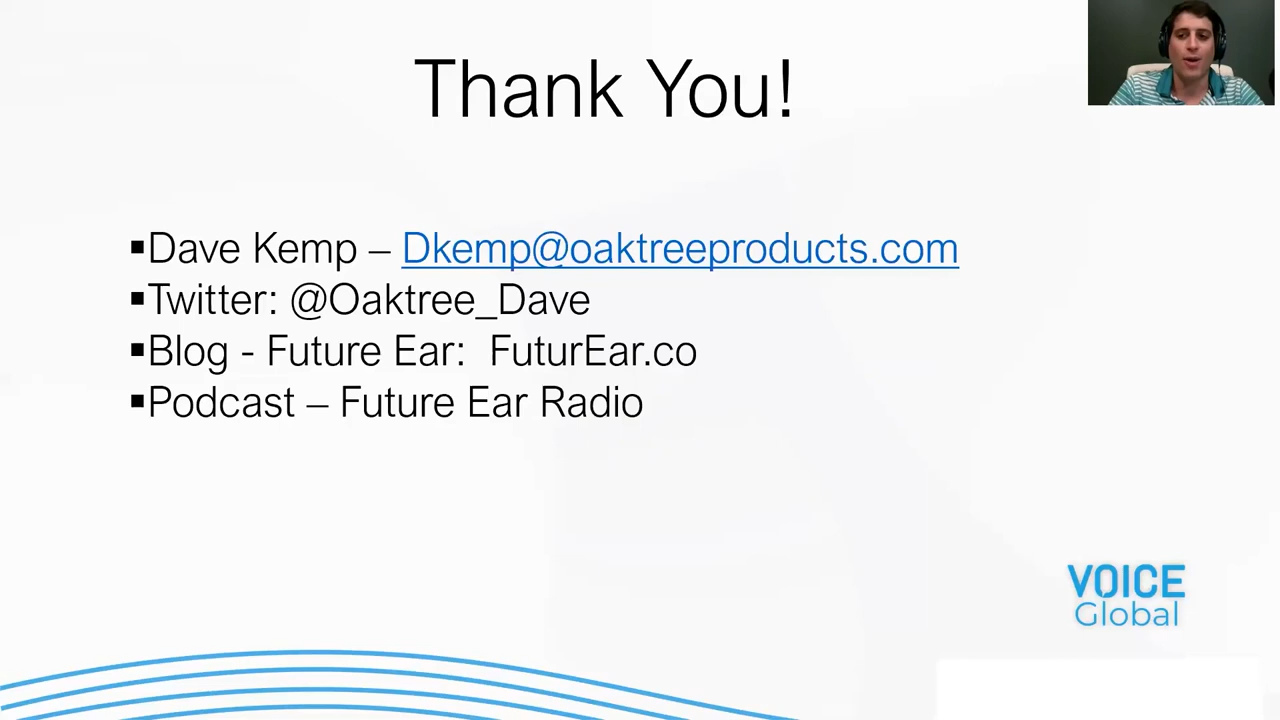 Thank You!
▪Dave Kemp – Dkemp@oaktreeproducts.com
▪Twitter: @Oaktree_Dave
▪Blog - Future Ear:  FuturEar.co
▪Podcast – Future Ear Radio
VOICE
Global